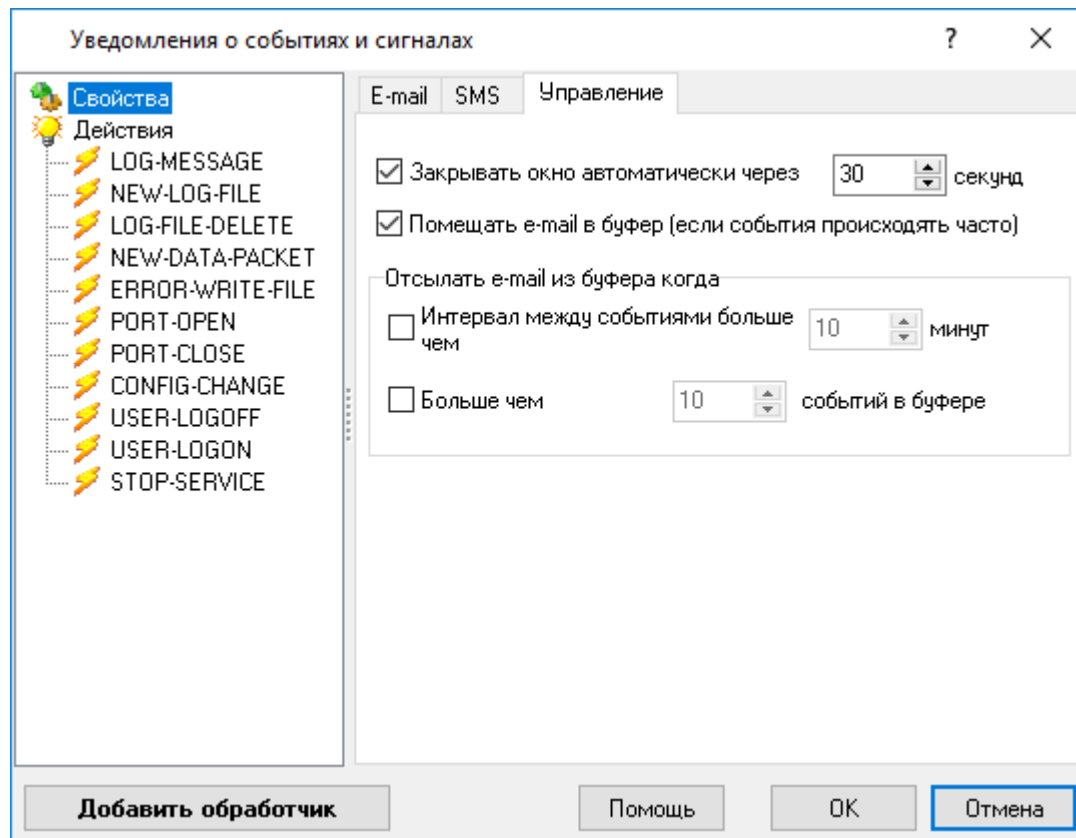 Уведомления о событиях и сигналах
?
Свойства
Действия
LOG-MESSAGE
NEW-LOG-FILE
LOG-FILE-DELETE
NEW-DATA-PACKET
ERROR-WRITE-FILE
PORT-OPEN
PORT-CLOSE
CONFIG-CHANGE
USER-LOGOFF
USER-LOGON
STOP-SERVICE
E-mail SMS Управление
Закрывать окно автоматически через 30 секунд
Помещать e-mail в буфер (если события происходять часто)
Отсылать e-mail из буфера когда
Интервал между событиями больше
чем 10 минут
Больше чем 10 событий в буфере
Добавить обработчик Помощь OK Отмена